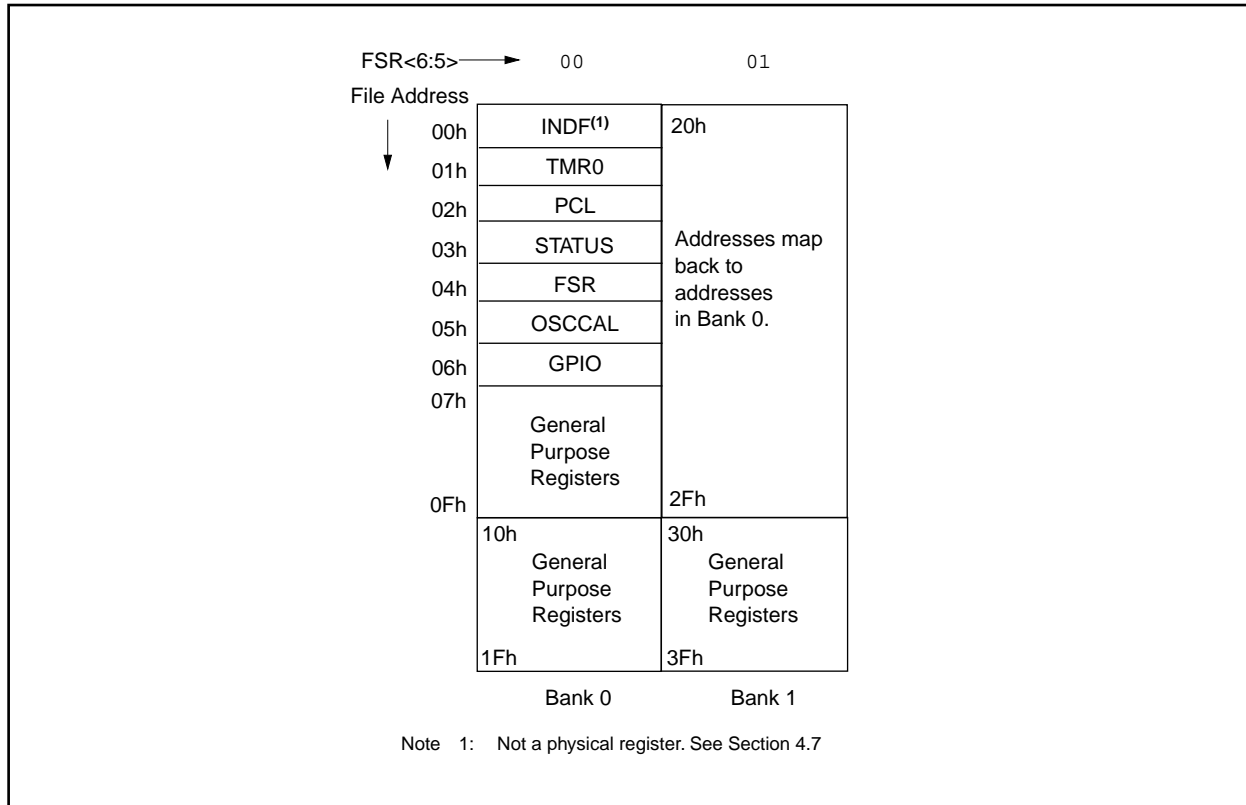 FSR<6:5> 00 01
File Address
00h INDF(1) 20h
01h TMR0
02h PCL
03h STATUS Addresses map
back to
04h FSR addresses
05h OSCCAL in Bank 0.
06h GPIO
07h
General
Purpose
Registers
0Fh 2Fh
10h 30h
General General
Purpose Purpose
Registers Registers
1Fh 3Fh
Bank 0 Bank 1
Note 1: Not a physical register. See Section 4.7